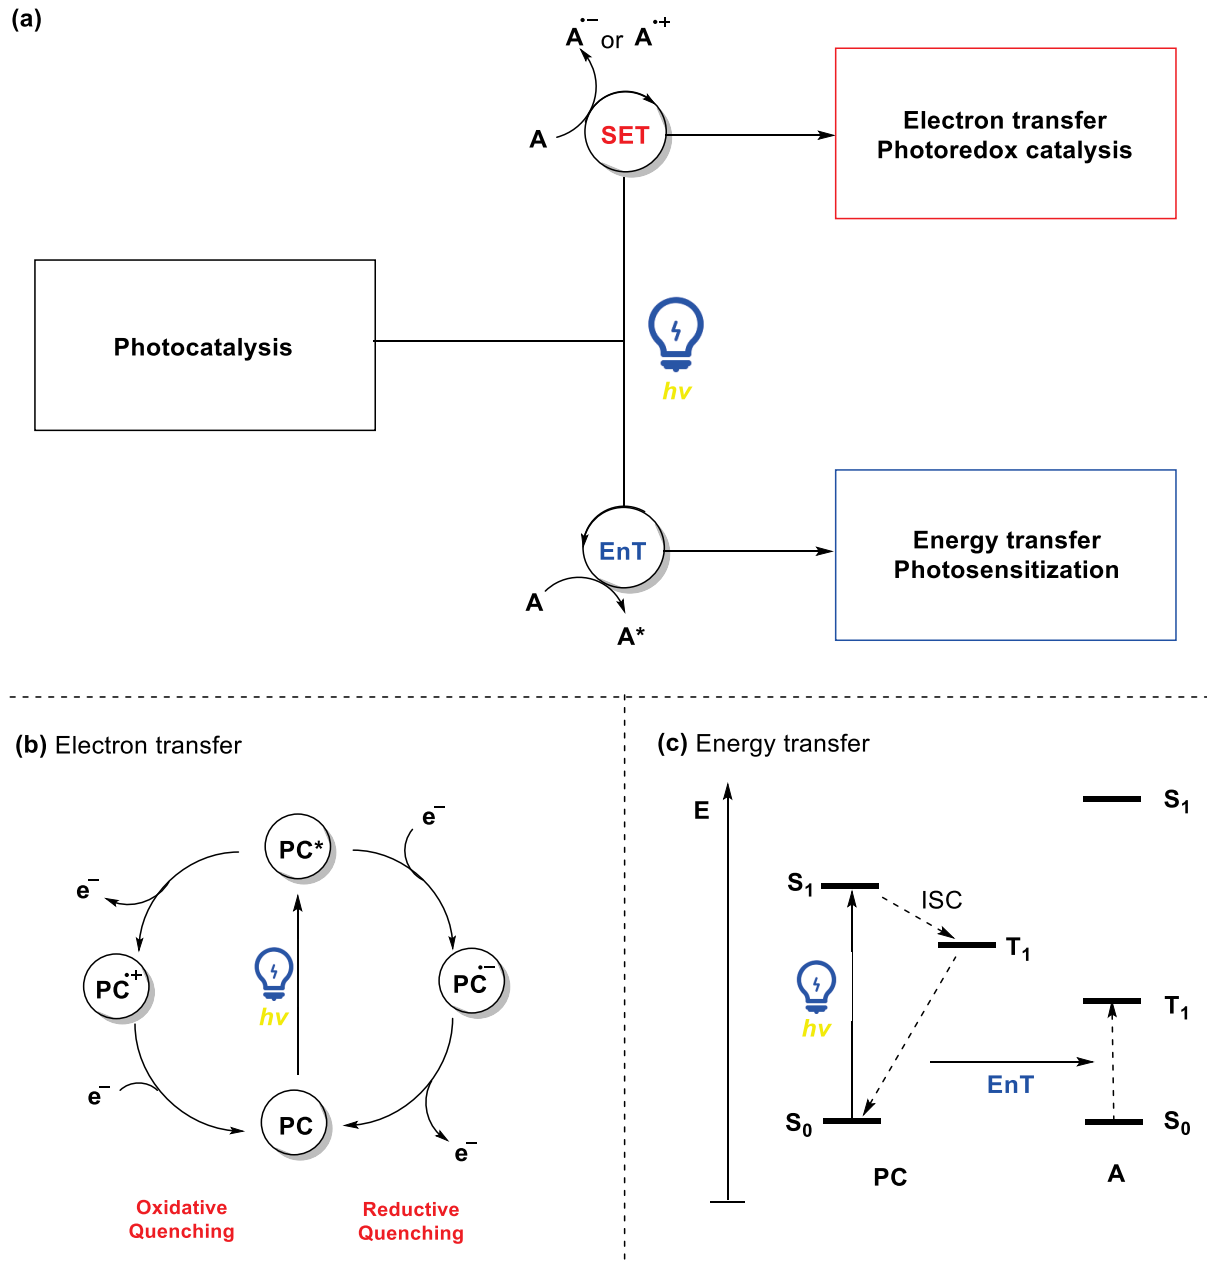 (a)
A•− or A•+
A
SET
Electron transfer
Photoredox catalysis
Photocatalysis
hv
EnT
A
A*
Energy transfer
Photosensitization
(b) Electron transfer
PC*
e−
e−
PC•+
hv
PC•−
e−
PC
e−
Oxidative
Quenching
Reductive
Quenching
(c) Energy transfer
E
S1
S1
ISC
T1
hv
T1
EnT
S0
S0
PC
A